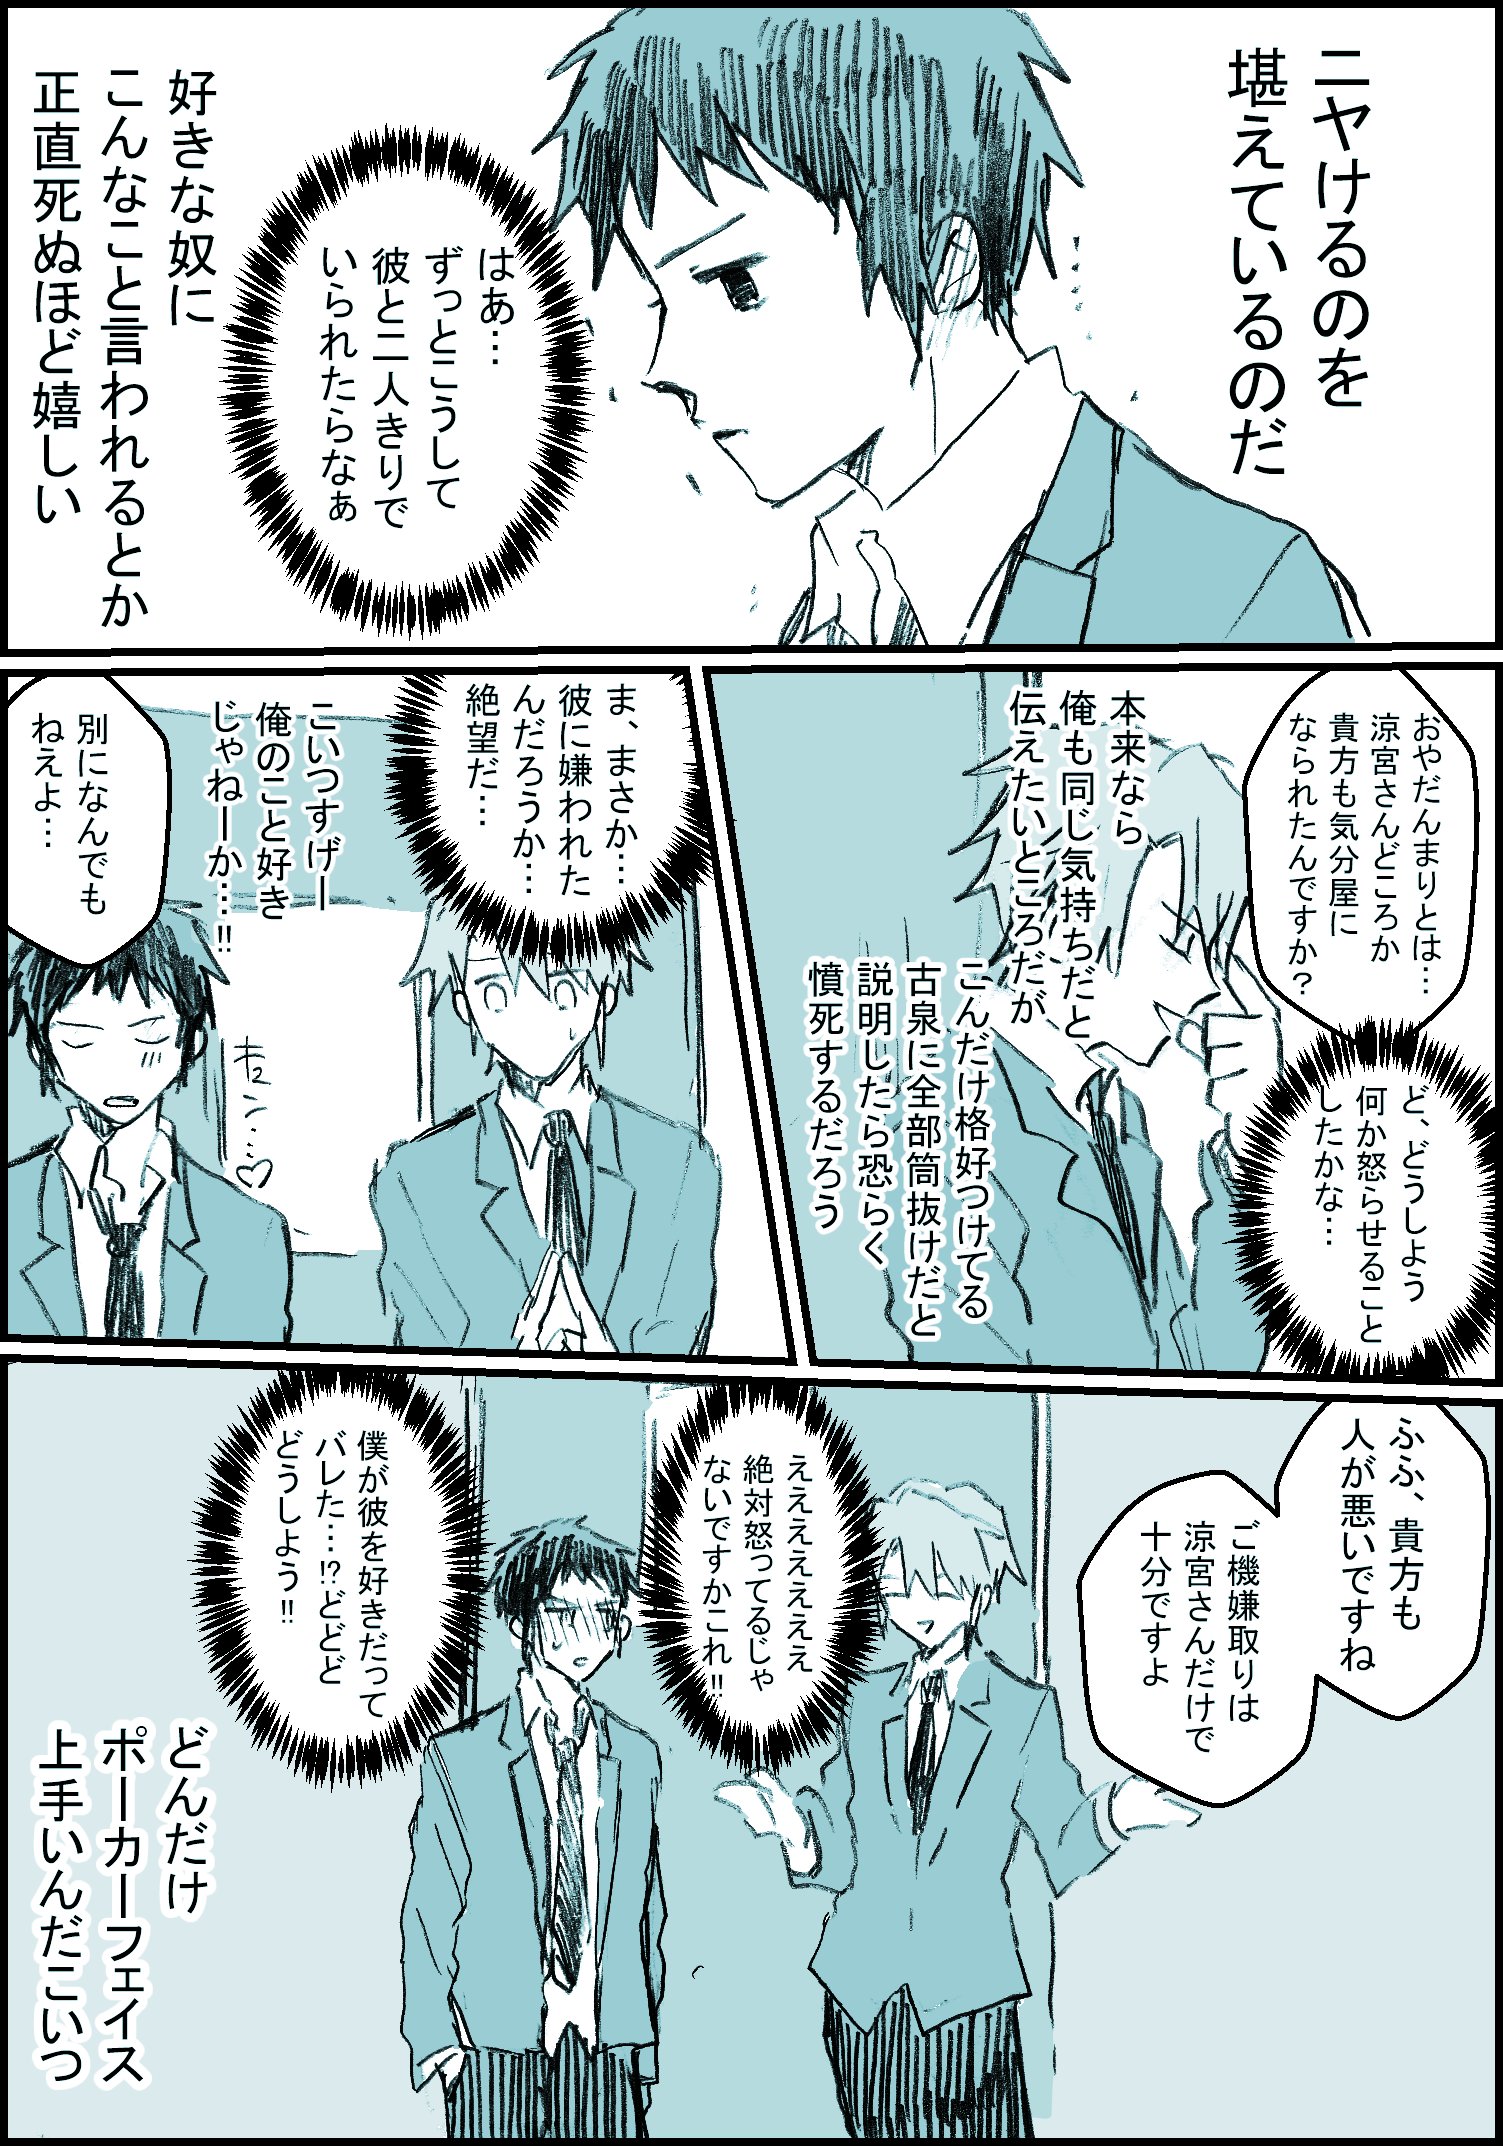 ニヤけるのを
堪えているのだ
はあ…
ずっとこうして
彼と二人きりで
いられたらなぁ
好きな奴に
こんなこと言われるとか
正直死ぬほど嬉しい
おやだんまりとは…
涼宮さんどころか
貴方も気分屋に
なられたんですか?
ど、どうしよう
何か怒らせること
したかな…
本来なら
俺も同じ気持ちだと
伝えたいところだが
こんだけ格好つけてる
古泉に全部筒抜けだと
説明したら恐らく
憤死するだろう
ま、まさか…
彼に嫌われた
んだろうか…
絶望だ…
こいつすげー
俺のこと好き
じゃねーか…!!
キュン…♡
別になんでも
ねえよ…
ふふ、貴方も
人が悪いですね
ご機嫌取りは
涼宮さんだけで
十分ですよ
ええええええええ
絶対怒ってるじゃ
ないですかこれ!!
僕が彼を好きだって
バレた…!?どどど
どうしよう!!
どんだけ
ポーカーフェイス
上手いんだこいつ